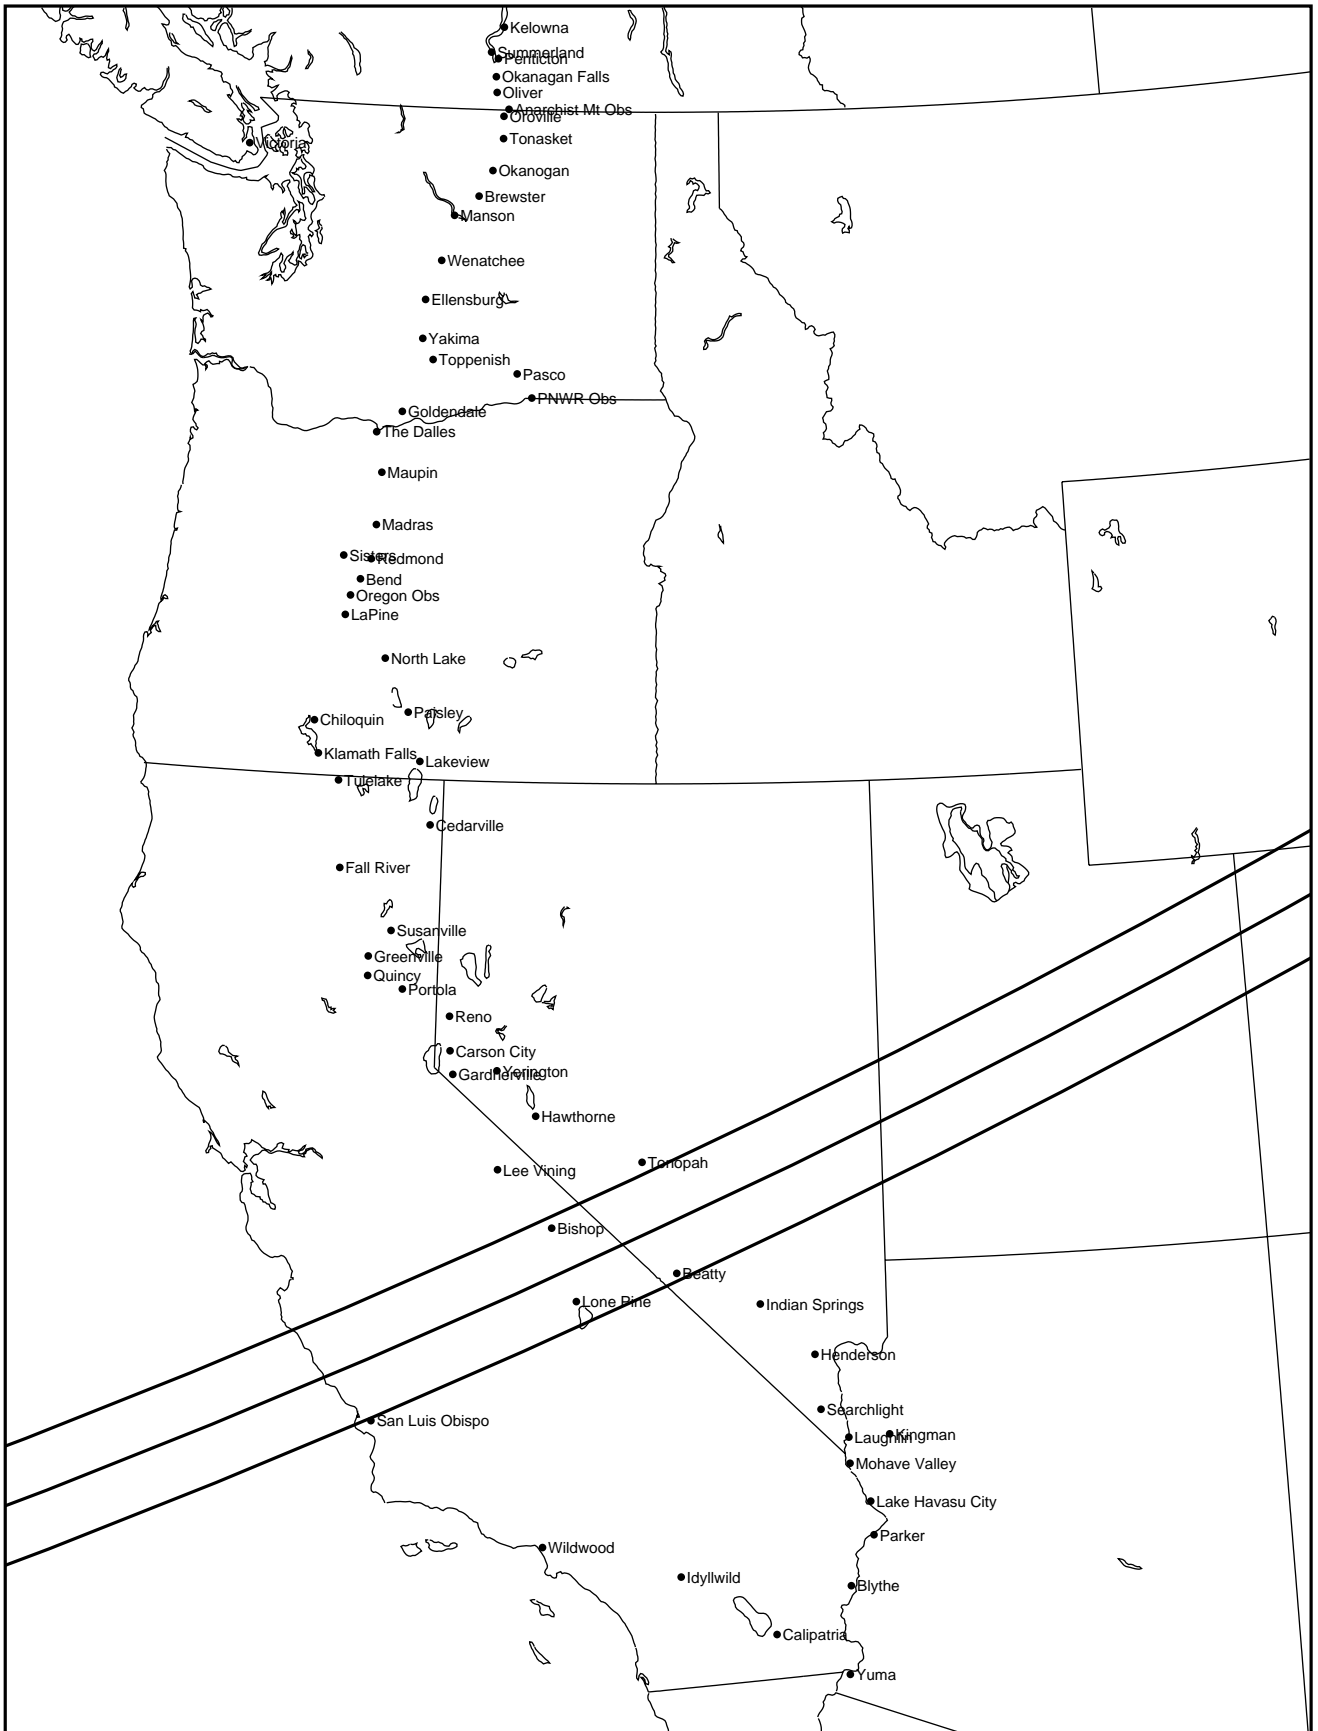 Kelowna
Summerland
Penticton
Okanagan Falls
Oliver
Anarchist Mt Obs
Oroville
Tonasket
Victoria
Okanogan
Brewster
Manson
Wenatchee
Ellensburg
Yakima
Toppenish
Pasco
PNWR Obs
Goldendale
The Dalles
Maupin
Madras
Sisters
Redmond
Bend
Oregon Obs
LaPine
North Lake
Paisley
Chiloquin
Klamath Falls
Lakeview
Tulelake
Cedarville
Fall River
Susanville
Greenville
Quincy
Portola
Reno
Carson City
Yerington
Gardnerville
Hawthorne
Tonopah
Lee Vining
Bishop
Beatty
Lone Pine
Indian Springs
Henderson
Searchlight
San Luis Obispo
Kingman
Laughlin
Mohave Valley
Lake Havasu City
Parker
Wildwood
Idyllwild
Blythe
Calipatria
Yuma